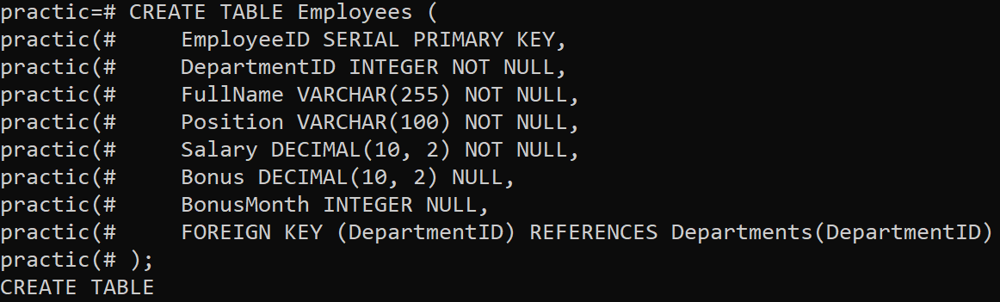 practic=# CREATE TABLE Employees (
practic(#     EmployeeID SERIAL PRIMARY KEY,
practic(#     DepartmentID INTEGER NOT NULL,
practic(#     FullName VARCHAR(255) NOT NULL,
practic(#     Position VARCHAR(100) NOT NULL,
practic(#     Salary DECIMAL(10, 2) NOT NULL,
practic(#     Bonus DECIMAL(10, 2) NULL,
practic(#     BonusMonth INTEGER NULL,
practic(#     FOREIGN KEY (DepartmentID) REFERENCES Departments(DepartmentID)
practic(# );
CREATE TABLE